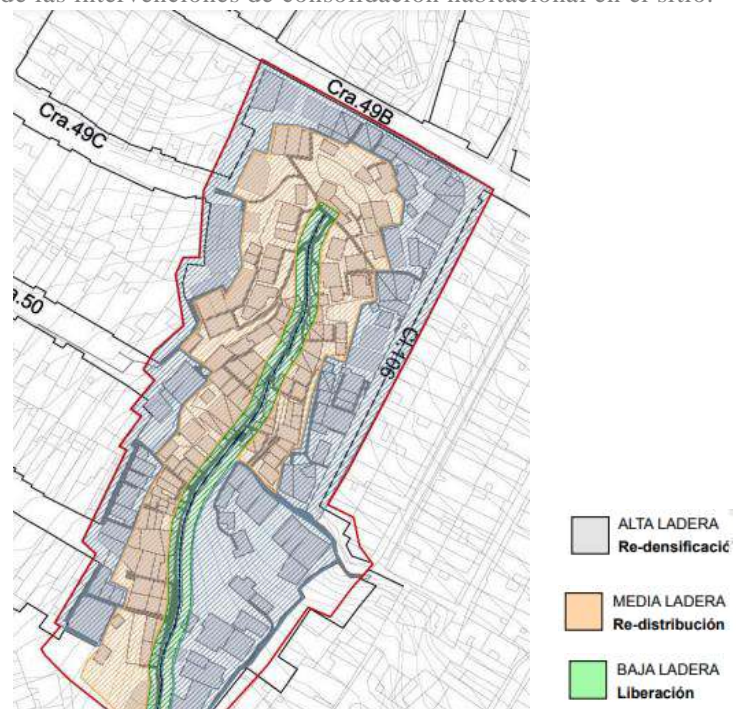 de las intervenciones de consolidación habitacional en el sitio.
Cra.49B
Cra.49C
ra.50
Cl.106
ALTA LADERA
Re-densificació
MEDIA LADERA
Re-distribución
BAJA LADERA
Liberación